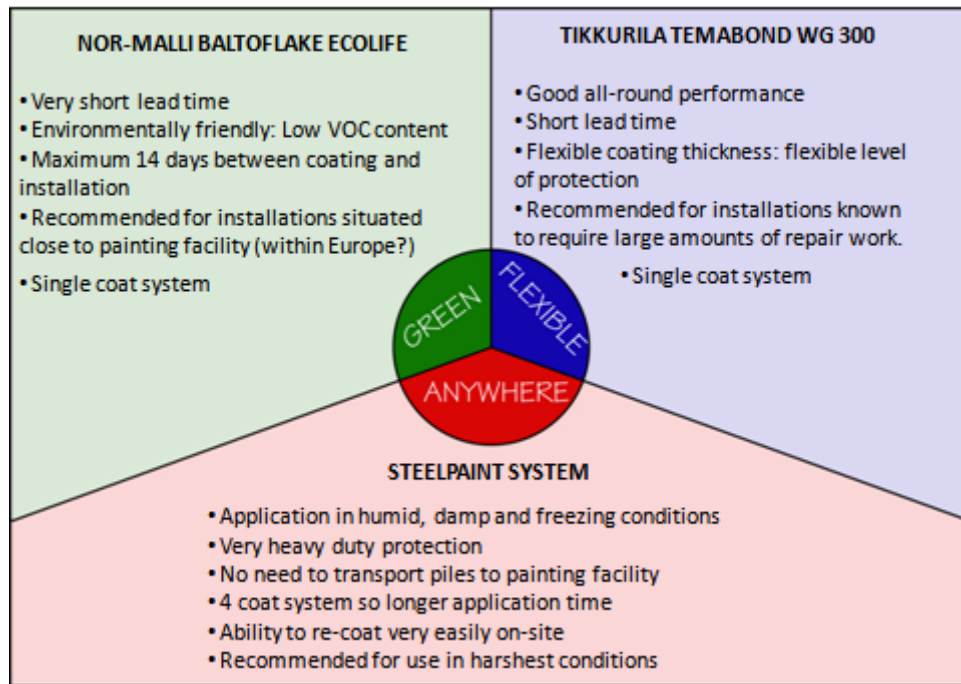 NOR-MALLI BALTOFLAKE ECOLIFE
• Very short lead time
• Environmentally friendly: Low VOC content
• Maximum 14 days between coating and
installation
• Recommended for installations situated
close to painting facility (within Europe?)
• Single coat system
TIKKURILA TEMABOND WG 300
• Good all-round performance
• Short lead time
• Flexible coating thickness: flexible level
of protection
• Recommended for installations known
to require large amounts of repair work.
• Single coat system
GREEN
FLEXIBLE
ANYWHERE
STEELPAINT SYSTEM
• Application in humid, damp and freezing conditions
• Very heavy duty protection
• No need to transport piles to painting facility
• 4 coat system so longer application time
• Ability to re-coat very easily on-site
• Recommended for use in harshest conditions